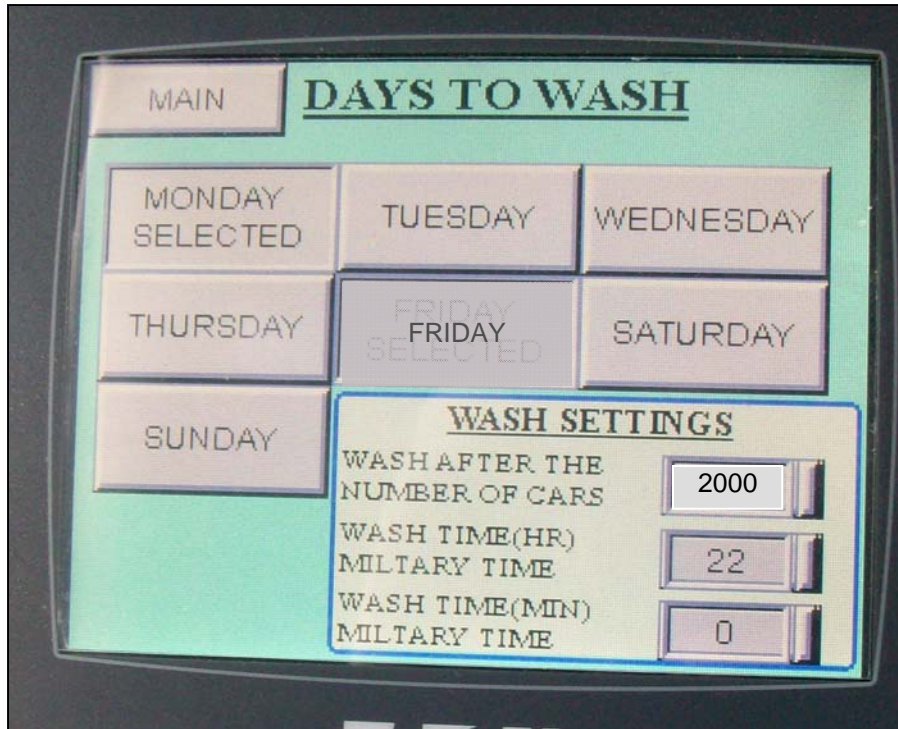 MAIN
DAYS TO WASH
MONDAY
SELECTED
TUESDAY
WEDNESDAY
THURSDAY
FRIDAY
FRIDAY
SELECTED
SATURDAY
SUNDAY
WASH SETTINGS
WASH AFTER THE
NUMBER OF CARS
2000
WASH TIME(HR)
MILTARY TIME
22
WASH TIME(MIN)
MILTARY TIME
0